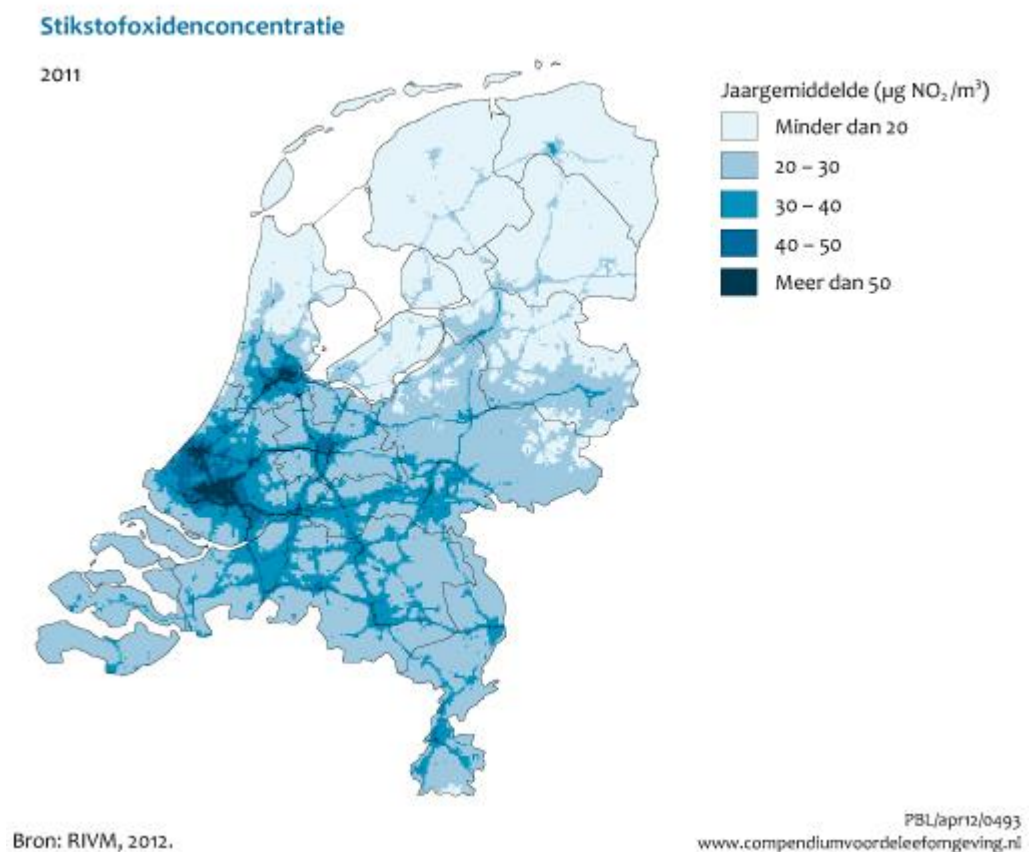 Stikstofoxidenconcentratie
2011
Jaargemiddelde (µg NO₂/m³)
Minder dan 20
20 – 30
30 – 40
40 – 50
Meer dan 50
Bron: RIVM, 2012.
PBL/apr12/0493
www.compendiumvoordeleefomgeving.nl